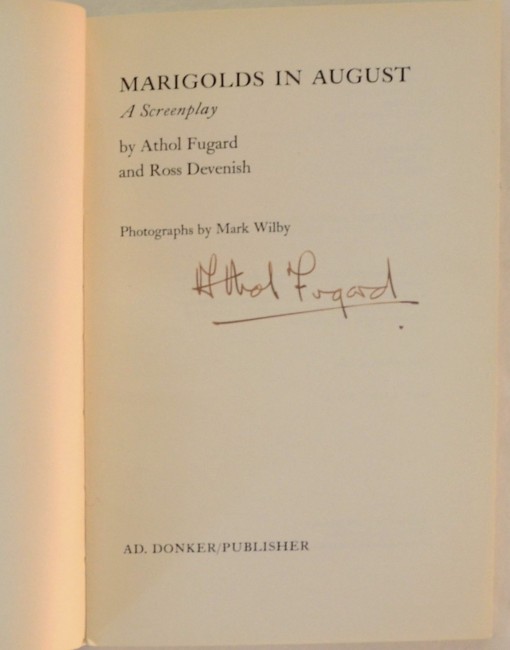 MARIGOLDS IN AUGUST
A Screenplay
by Athol Fugard
and Ross Devenish
Photographs by Mark Wilby
Athol Fugard
AD. DONKER/PUBLISHER